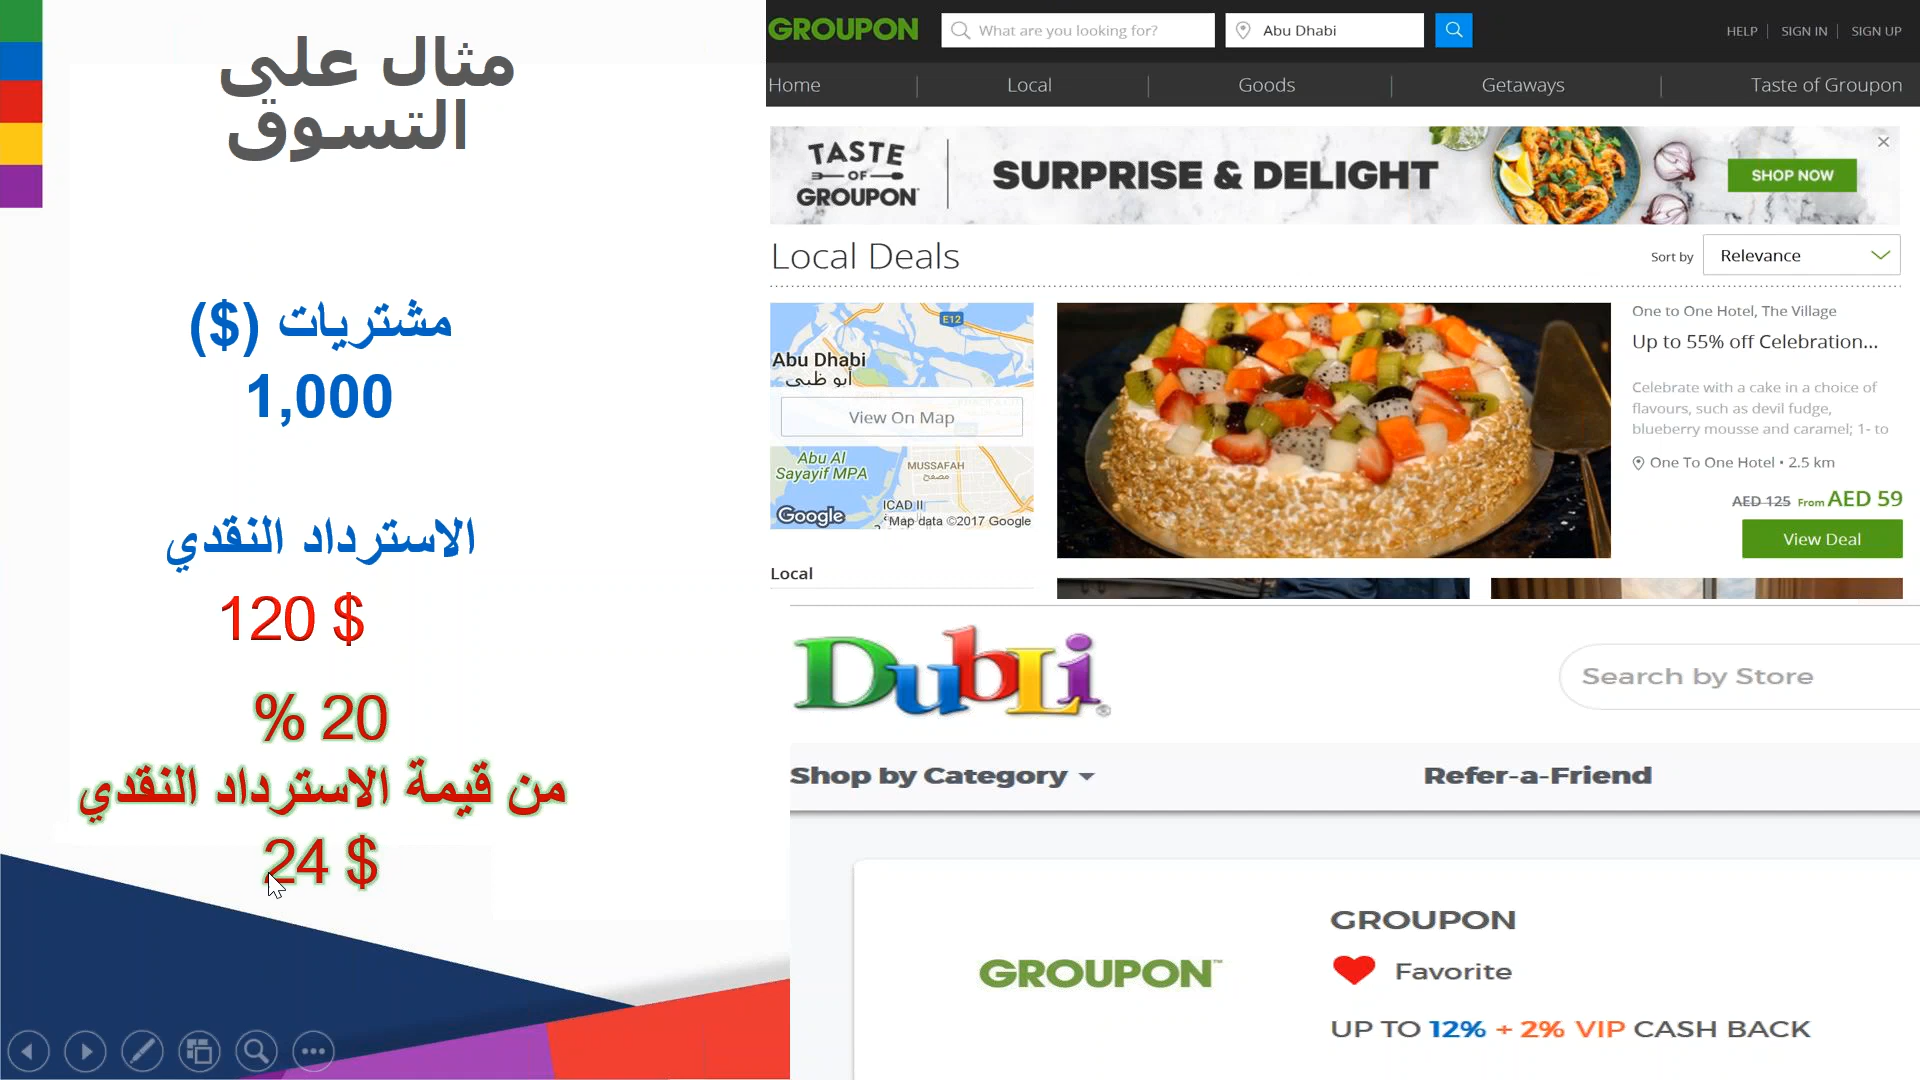 مثال على
التسوق
مشتريات ($)
1,000
الاسترداد النقدي
120 $
% 20
من قيمة الاسترداد النقدي
24 $
GROUPON
What are you looking for?
Abu Dhabi
HELP
SIGN IN
SIGN UP
Home
Local
Goods
Getaways
Taste of Groupon
TASTE
OF
GROUPON
SURPRISE & DELIGHT
SHOP NOW
Local Deals
Sort by
Relevance
E12
Abu Dhabi
أبو ظبي
View On Map
Abu Al
Sayayif MPA
MUSSAFAH
مصفح
ICAD II
Google
Map data ©2017 Google
Local
One to One Hotel, The Village
Up to 55% off Celebration...
Celebrate with a cake in a choice of
flavours, such as devil fudge,
blueberry mousse and caramel; 1- to
One To One Hotel • 2.5 km
AED 125 From AED 59
View Deal
DubLi®
Search by Store
Shop by Category
Refer-a-Friend
GROUPON™
GROUPON
Favorite
UP TO 12% + 2% VIP CASH BACK